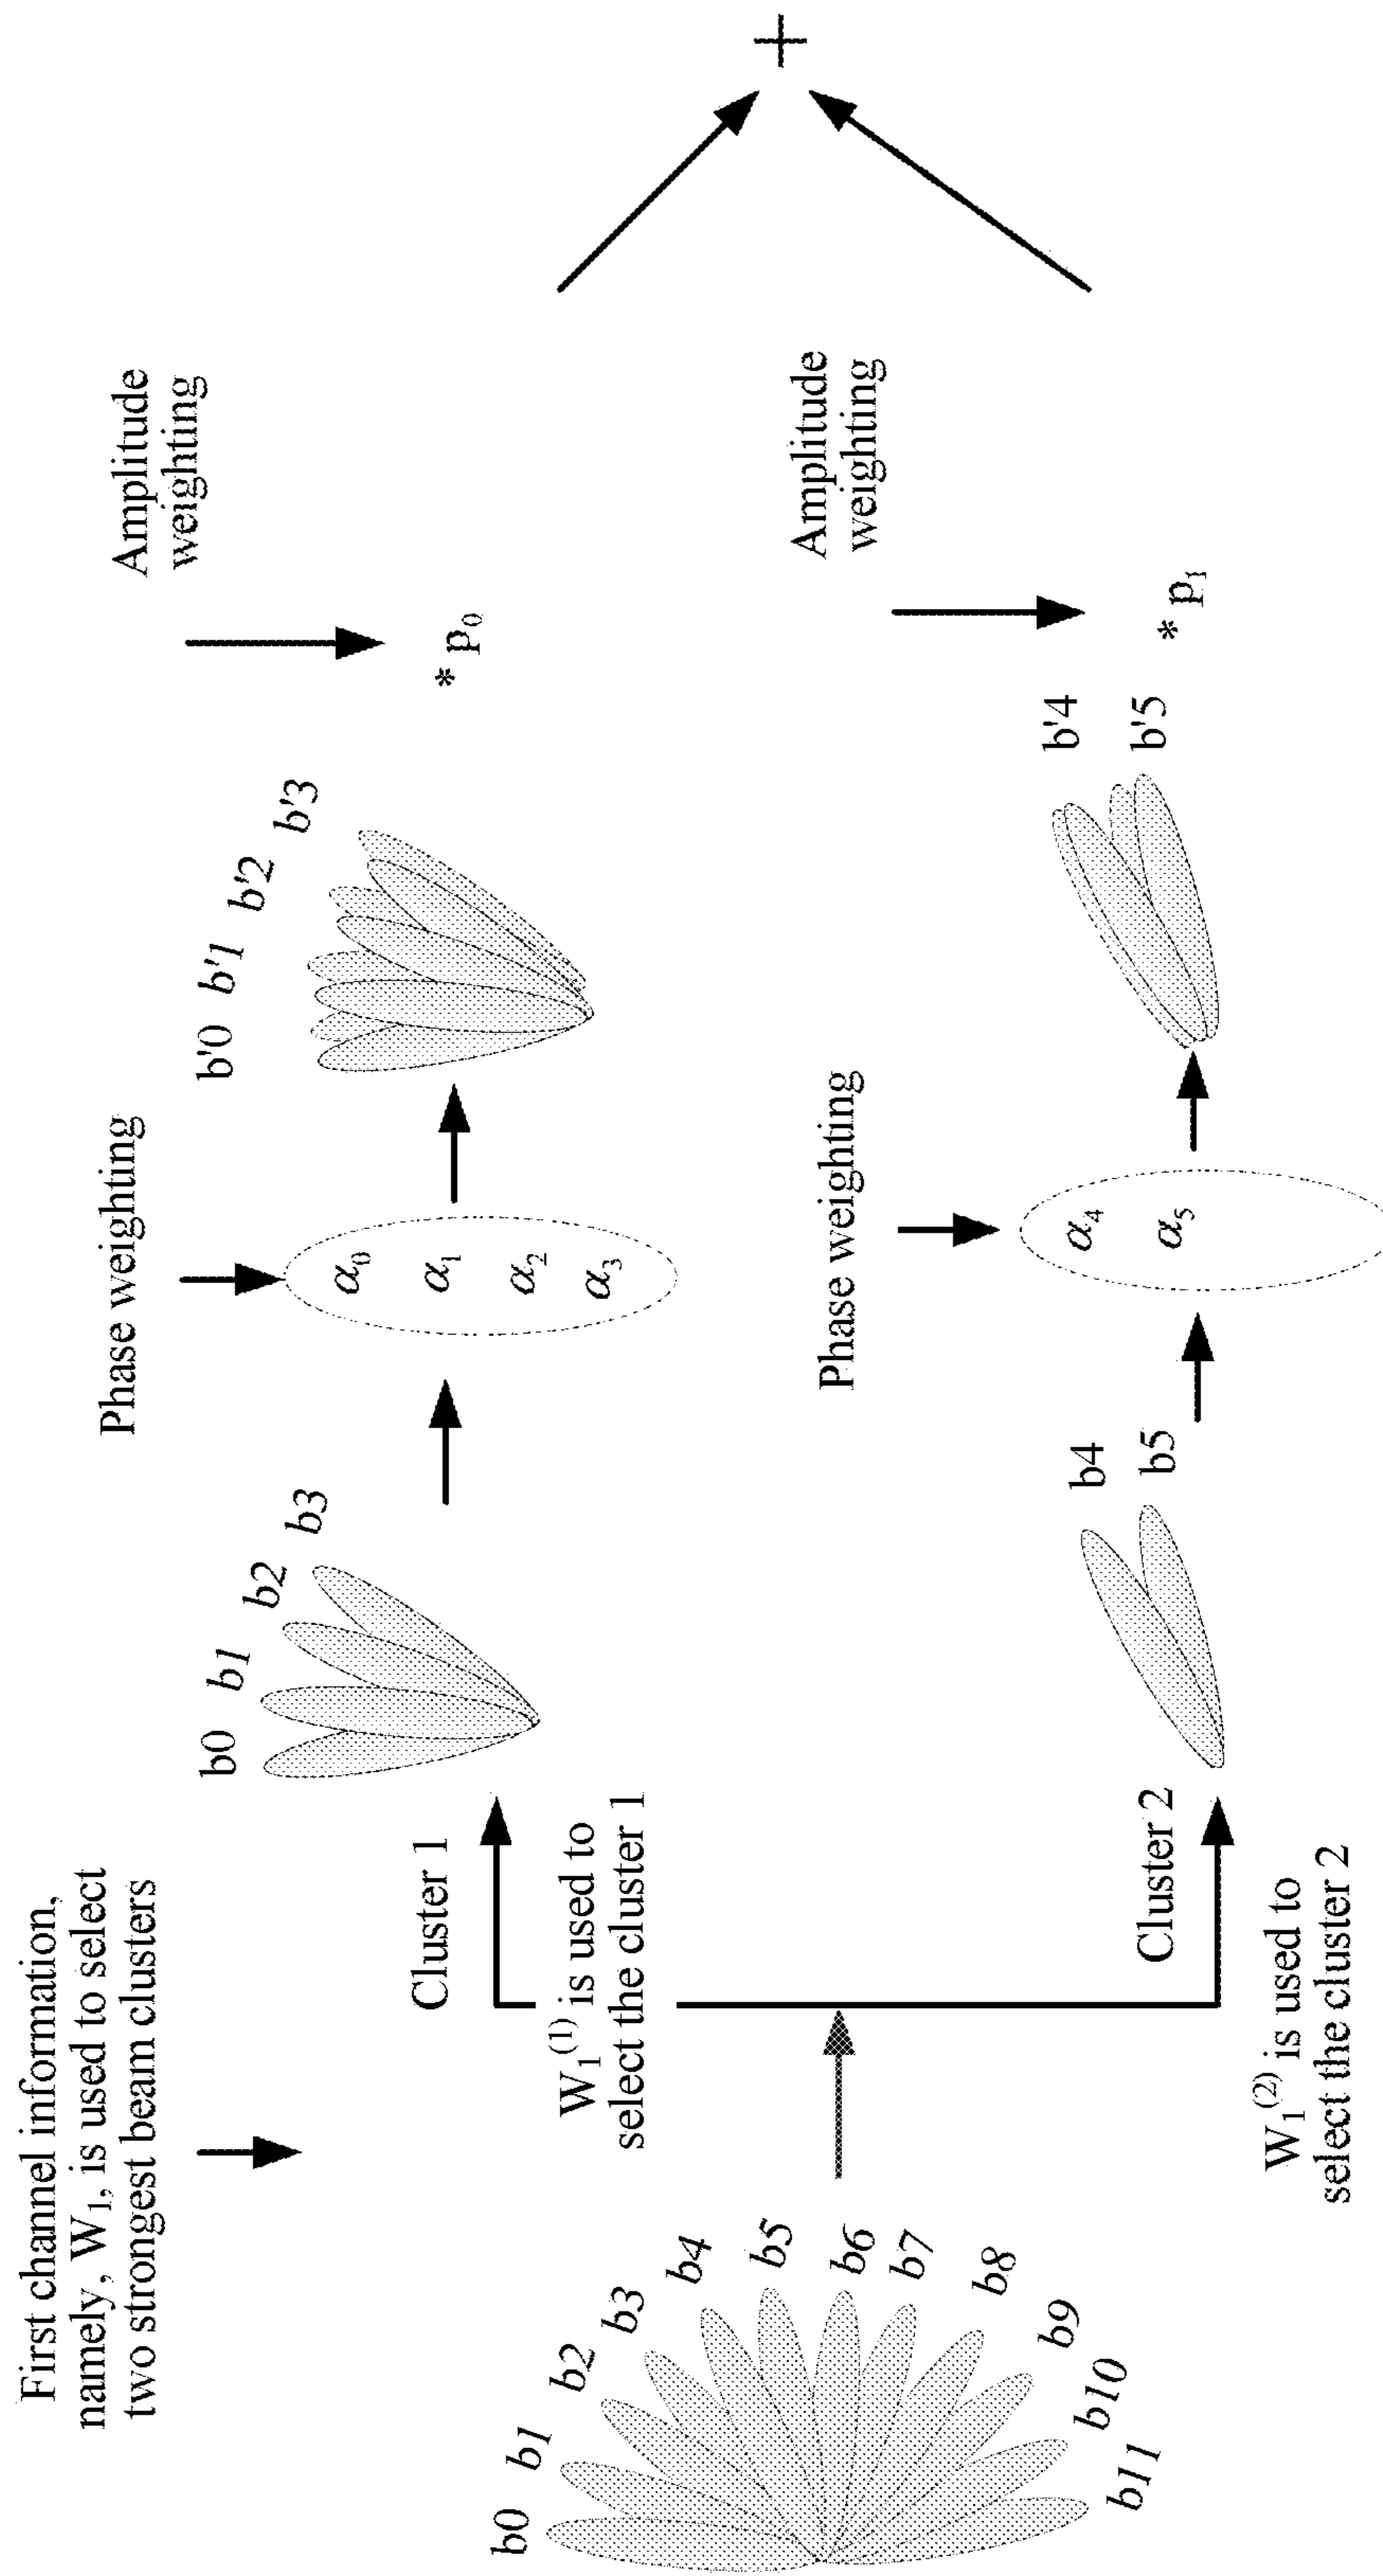 First channel information,
namely, W₁, is used to select
two strongest beam clusters
b0
b1
b2
b3
b4
b5
b6
b7
b8
b9
b10
b11
Cluster 1
W₁⁽¹⁾ is used to
select the cluster 1
b0
b1
b2
b3
Phase weighting
α₀
α₁
α₂
α₃
b'0
b'1
b'2
b'3
Amplitude
weighting
* p₀
Cluster 2
W₁⁽²⁾ is used to
select the cluster 2
b4
b5
Phase weighting
α₄
α₅
b'4
b'5
Amplitude
weighting
* p₁
+